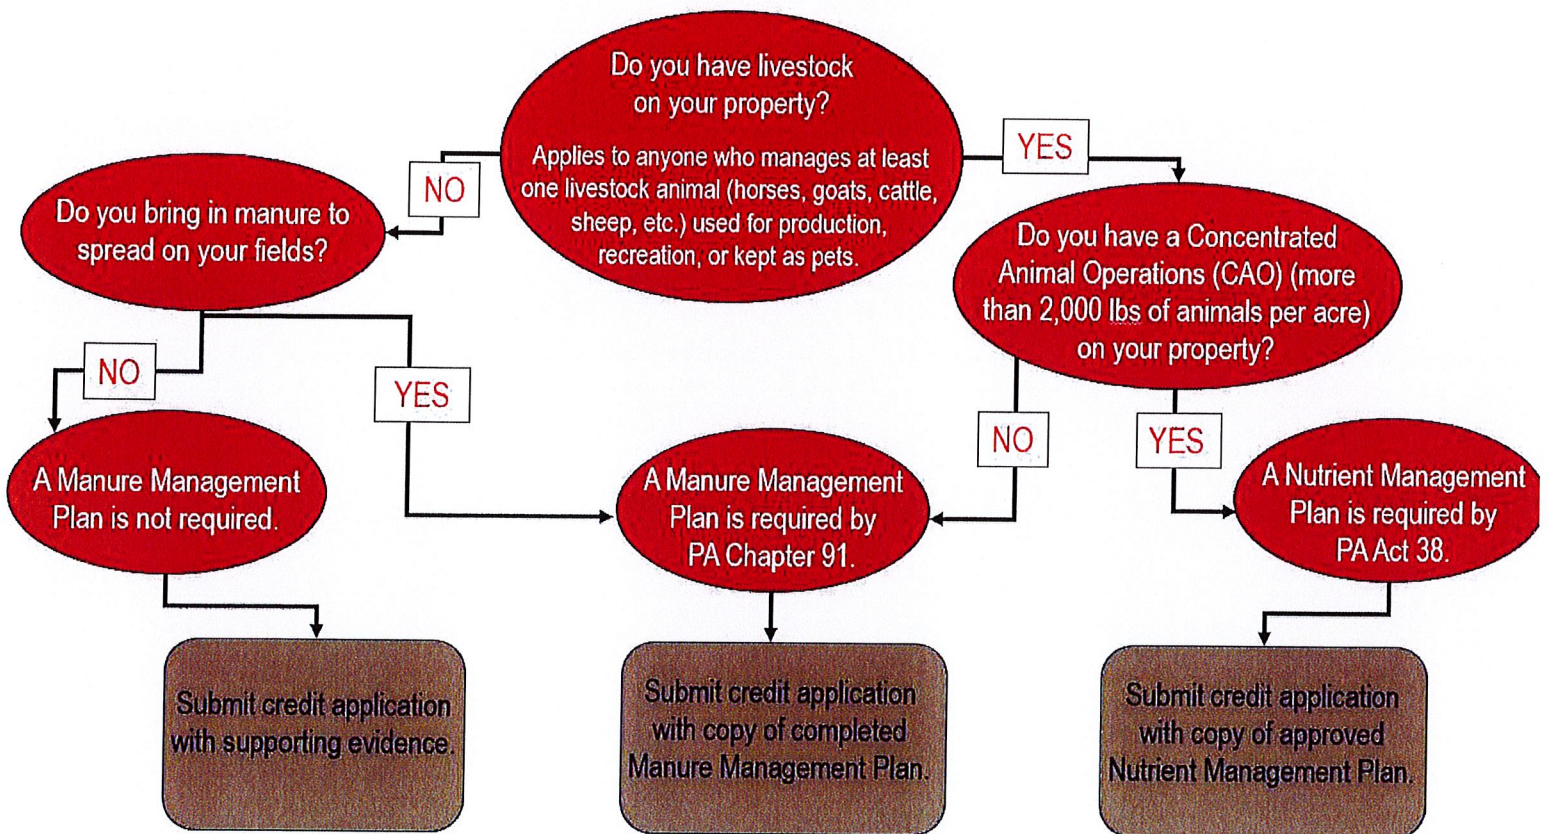 Do you have livestock
on your property?
Applies to anyone who manages at least
one livestock animal (horses, goats, cattle,
sheep, etc.) used for production,
recreation, or kept as pets.
NO
YES
Do you bring in manure to
spread on your fields?
Do you have a Concentrated
Animal Operations (CAO) (more
than 2,000 lbs of animals per acre)
on your property?
NO
YES
NO
YES
A Manure Management
Plan is not required.
A Manure Management
Plan is required by
PA Chapter 91.
A Nutrient Management
Plan is required by
PA Act 38.
Submit credit application
with supporting evidence.
Submit credit application
with copy of completed
Manure Management Plan.
Submit credit application
with copy of approved
Nutrient Management Plan.